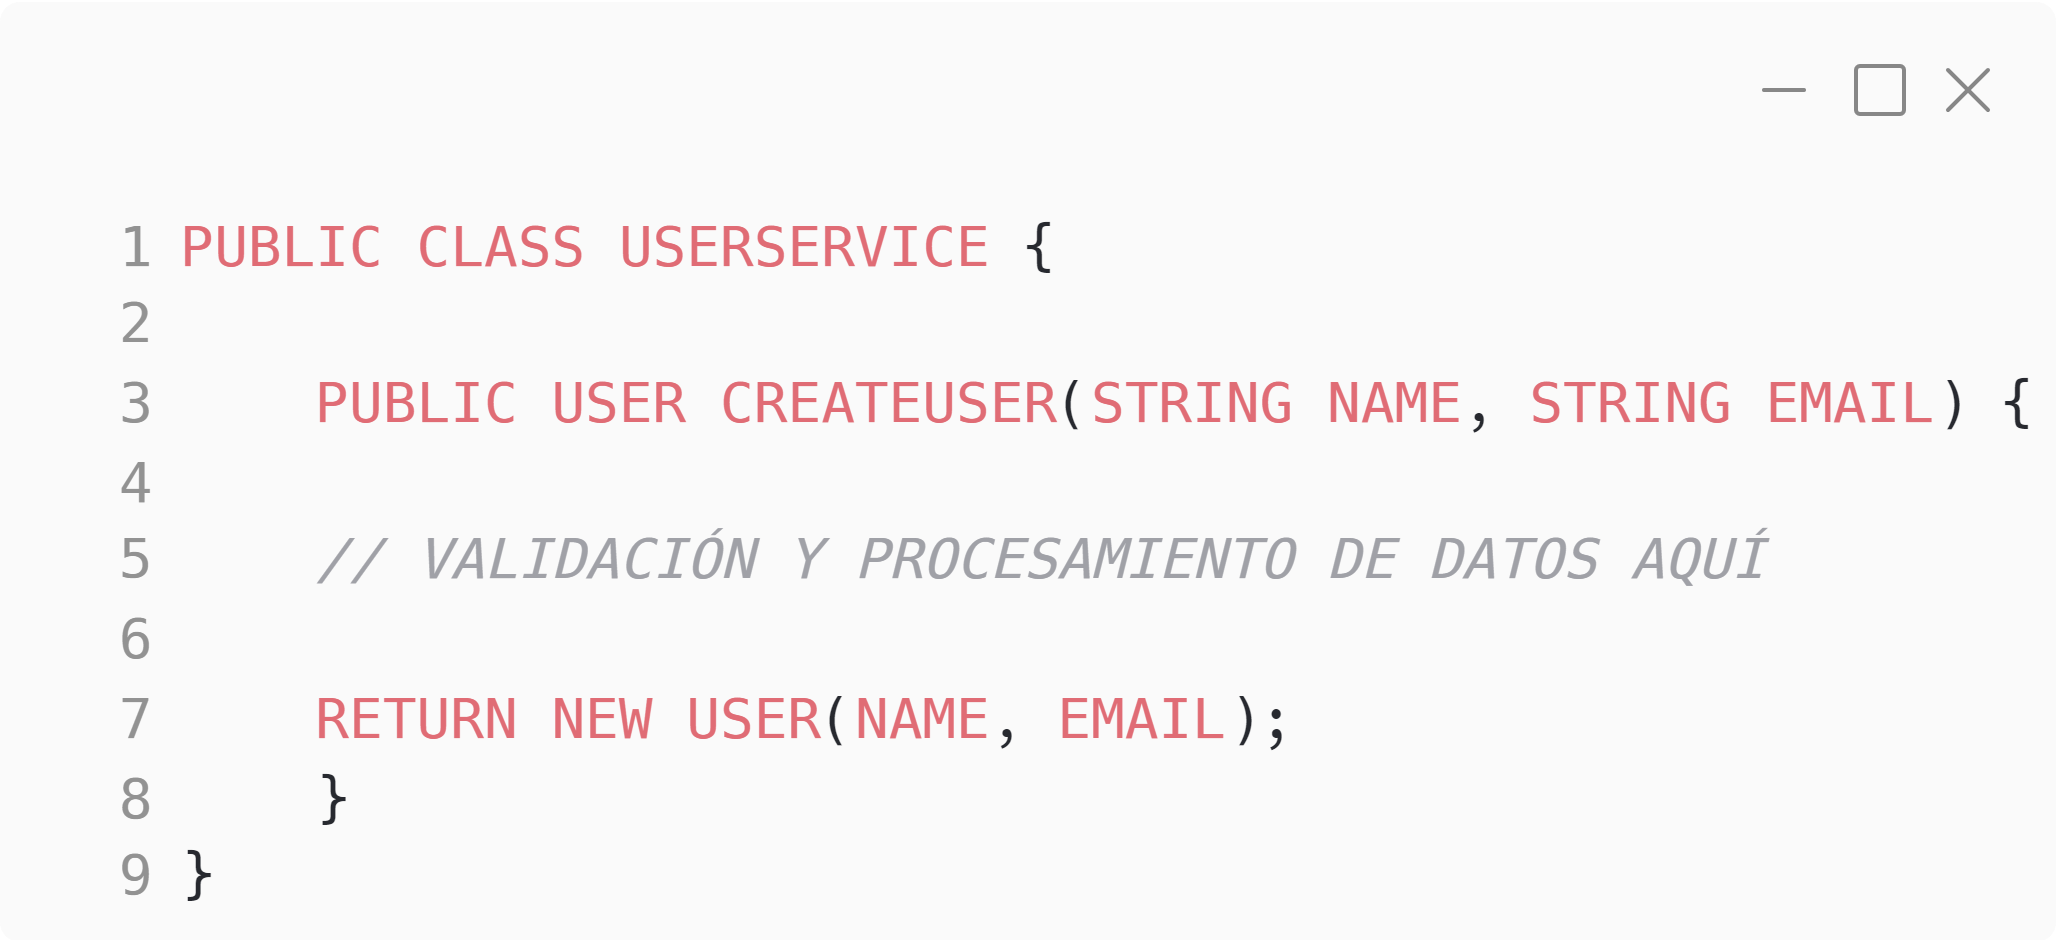 1 PUBLIC CLASS USERSERVICE {
2
3     PUBLIC USER CREATEUSER(STRING NAME, STRING EMAIL) {
4
5     // VALIDACIÓN Y PROCESAMIENTO DE DATOS AQUÍ
6
7     RETURN NEW USER(NAME, EMAIL);
8     }
9 }